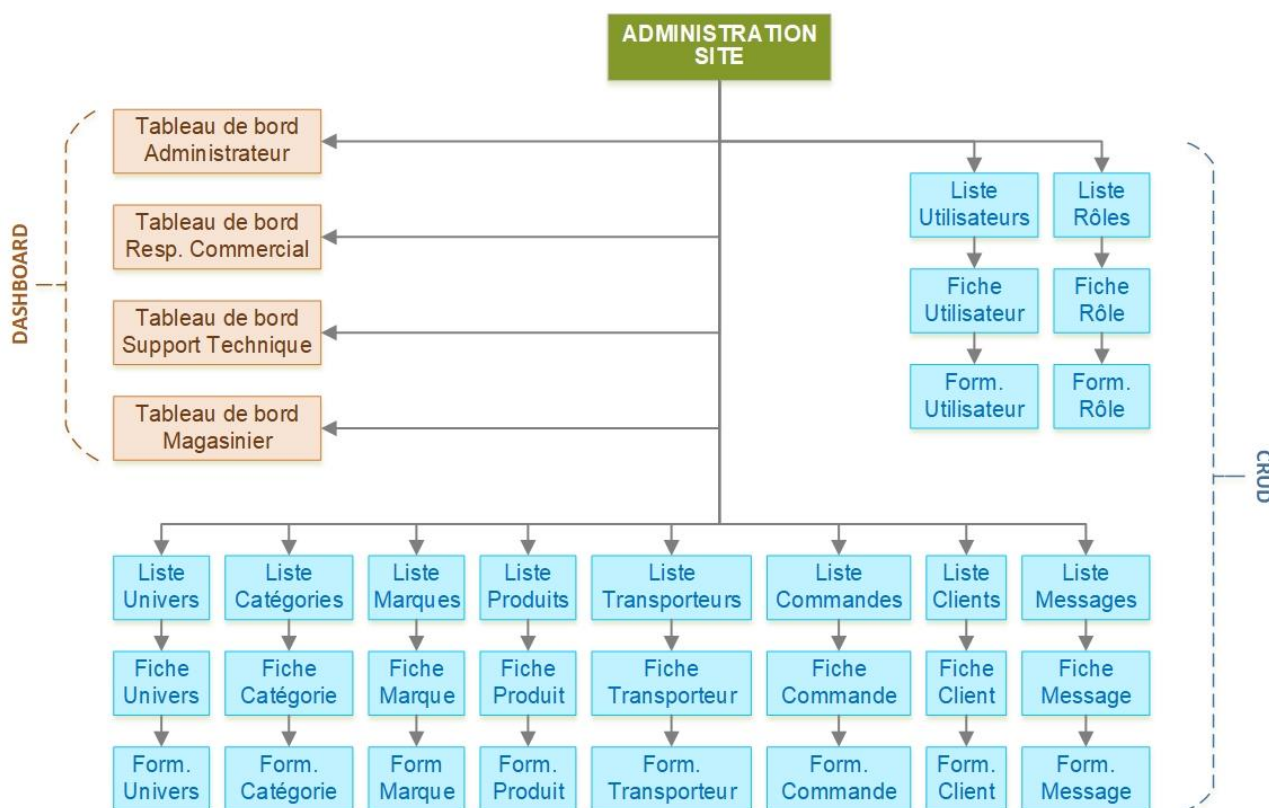 ADMINISTRATION
SITE
Tableau de bord
Administrateur
Tableau de bord
Resp. Commercial
Tableau de bord
Support Technique
Tableau de bord
Magasinier
DASHBOARD
Liste
Utilisateurs
Liste
Rôles
Fiche
Utilisateur
Fiche
Rôle
Form.
Utilisateur
Form.
Rôle
CRUD
Liste
Univers
Liste
Catégories
Liste
Marques
Liste
Produits
Liste
Transporteurs
Liste
Commandes
Liste
Clients
Liste
Messages
Fiche
Univers
Fiche
Catégorie
Fiche
Marque
Fiche
Produit
Fiche
Transporteur
Fiche
Commande
Fiche
Client
Fiche
Message
Form.
Univers
Form.
Catégorie
Form
Marque
Form.
Produit
Form.
Transporteur
Form.
Commande
Form.
Client
Form.
Message